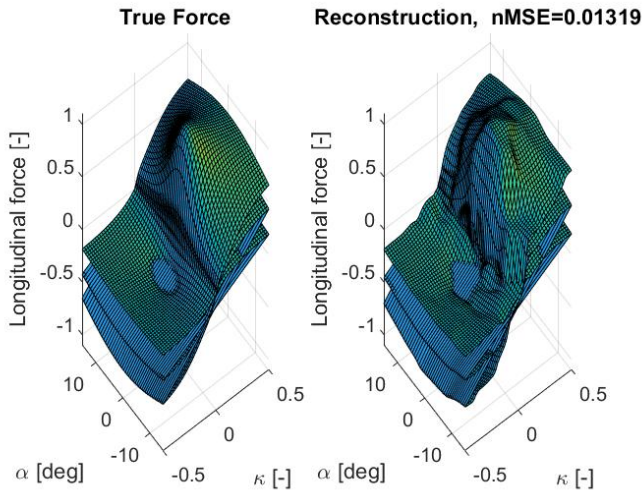 True Force
Reconstruction, nMSE=0.01319
Longitudinal force [-]
1
0.5
0
-0.5
-1
10
0
-10
α [deg]
-0.5
0
0.5
κ [-]
Longitudinal force [-]
1
0.5
0
-0.5
-1
10
0
-10
α [deg]
-0.5
0
0.5
κ [-]